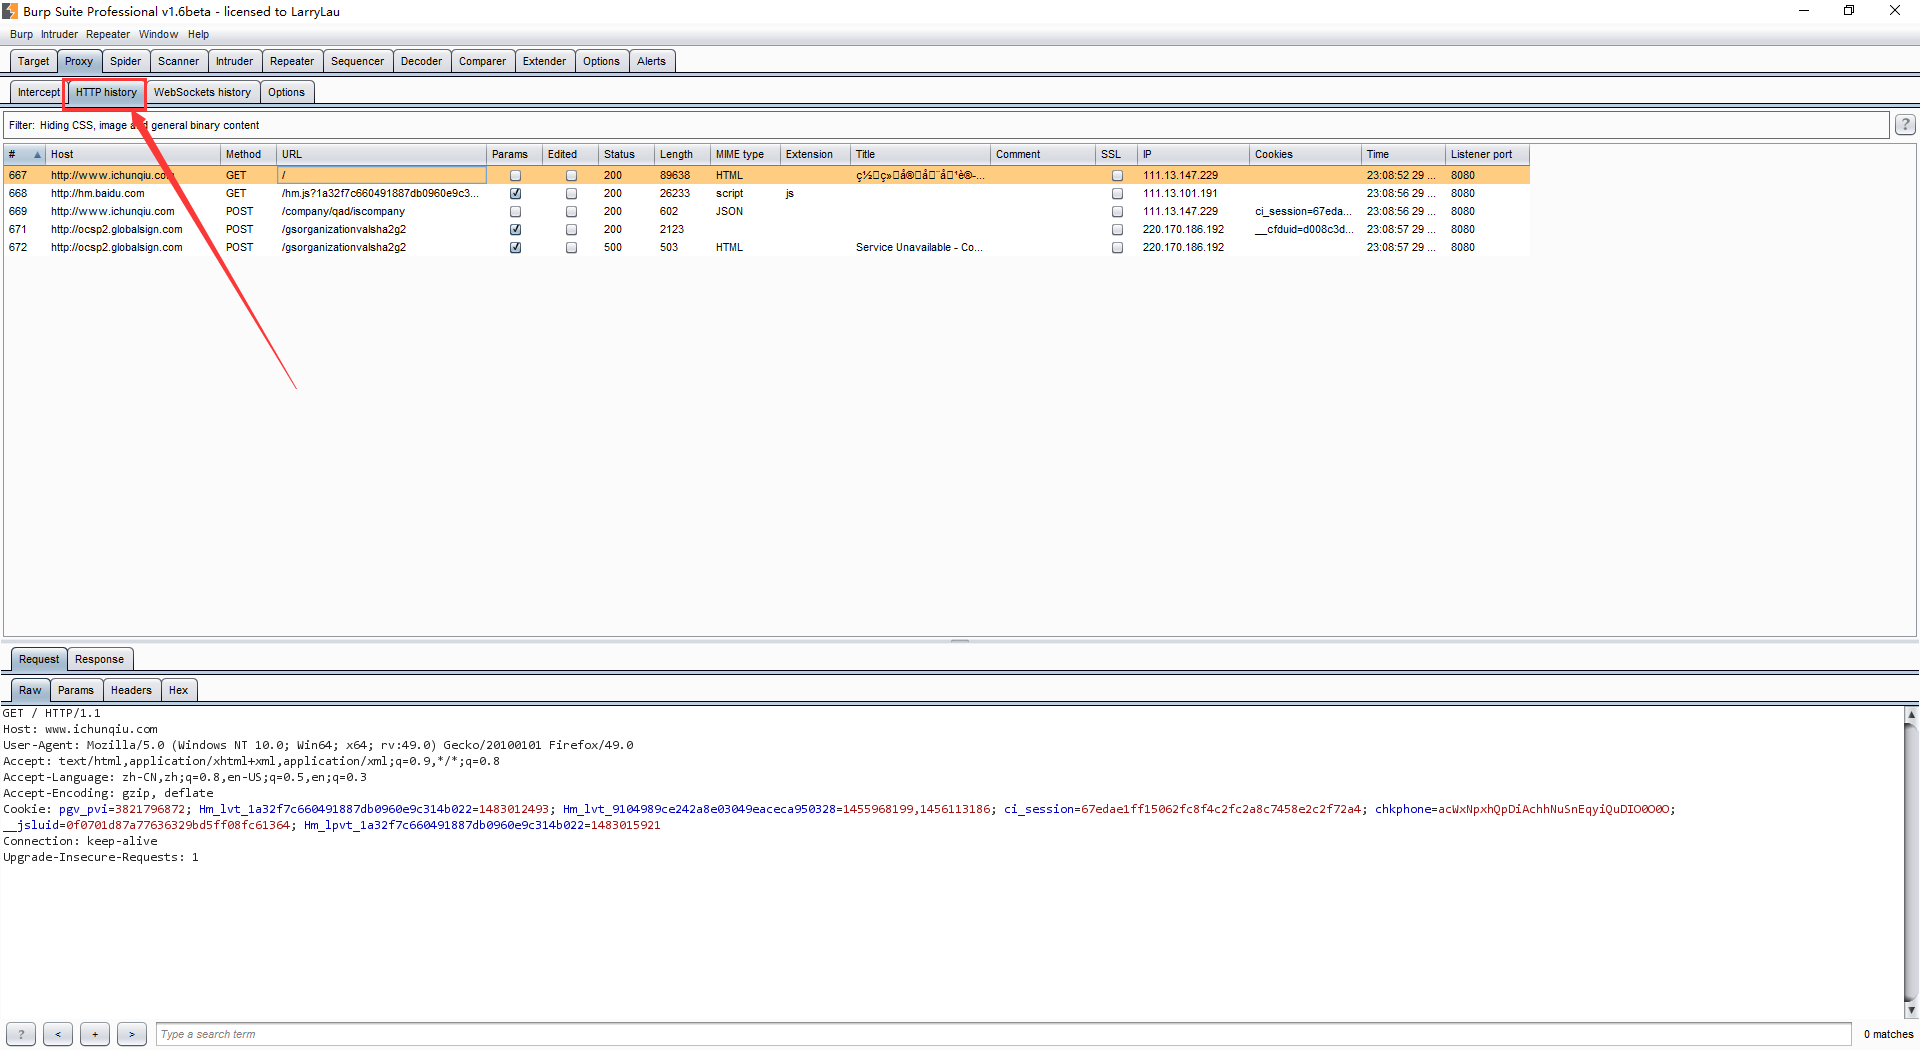 Burp Suite Professional v1.6beta - licensed to LarryLau
Burp Intruder Repeater Window Help
Target Proxy Spider Scanner Intruder Repeater Sequencer Decoder Comparer Extender Options Alerts
Intercept HTTP history WebSockets history Options
Filter: Hiding CSS, image and general binary content ?
# Host Method URL Params Edited Status Length MIME type Extension Title Comment SSL IP Cookies Time Listener port
667 http://www.ichunqiu.com GET / 200 89638 HTML 111.13.147.229 23:08:52 29 ... 8080
668 http://hm.baidu.com GET /hm.js?1a32f7c660491887db0960e9c3... 200 26233 script js 111.13.101.191 23:08:56 29 ... 8080
669 http://www.ichunqiu.com POST /company/qad/iscompany 200 602 JSON 111.13.147.229 ci_session=67eda... 23:08:56 29 ... 8080
671 http://ocsp2.globalsign.com POST /gsorganizationvalsha2g2 200 2123 220.170.186.192 __cfduid=d008c3d... 23:08:57 29 ... 8080
672 http://ocsp2.globalsign.com POST /gsorganizationvalsha2g2 500 503 HTML Service Unavailable - Co... 220.170.186.192 23:08:57 29 ... 8080
Request Response
Raw Params Headers Hex
GET / HTTP/1.1
Host: www.ichunqiu.com
User-Agent: Mozilla/5.0 (Windows NT 10.0; Win64; x64; rv:49.0) Gecko/20100101 Firefox/49.0
Accept: text/html,application/xhtml+xml,application/xml;q=0.9,*/*;q=0.8
Accept-Language: zh-CN,zh;q=0.8,en-US;q=0.5,en;q=0.3
Accept-Encoding: gzip, deflate
Cookie: pgv_pvi=3821796872; Hm_lvt_1a32f7c660491887db0960e9c314b022=1483012493; Hm_lvt_9104989ce242a8e03049eaceca950328=1455968199,1456113186; ci_session=67edae1ff15062fc8f4c2fc2a8c7458e2c2f72a4; chkphone=acWxNpxhQpDiAchhNuSnEqyiQuDIO0O0O;
__jsluid=0f0701d87a77636329bd5ff08fc61364; Hm_lpvt_1a32f7c660491887db0960e9c314b022=1483015921
Connection: keep-alive
Upgrade-Insecure-Requests: 1
? < + > Type a search term 0 matches